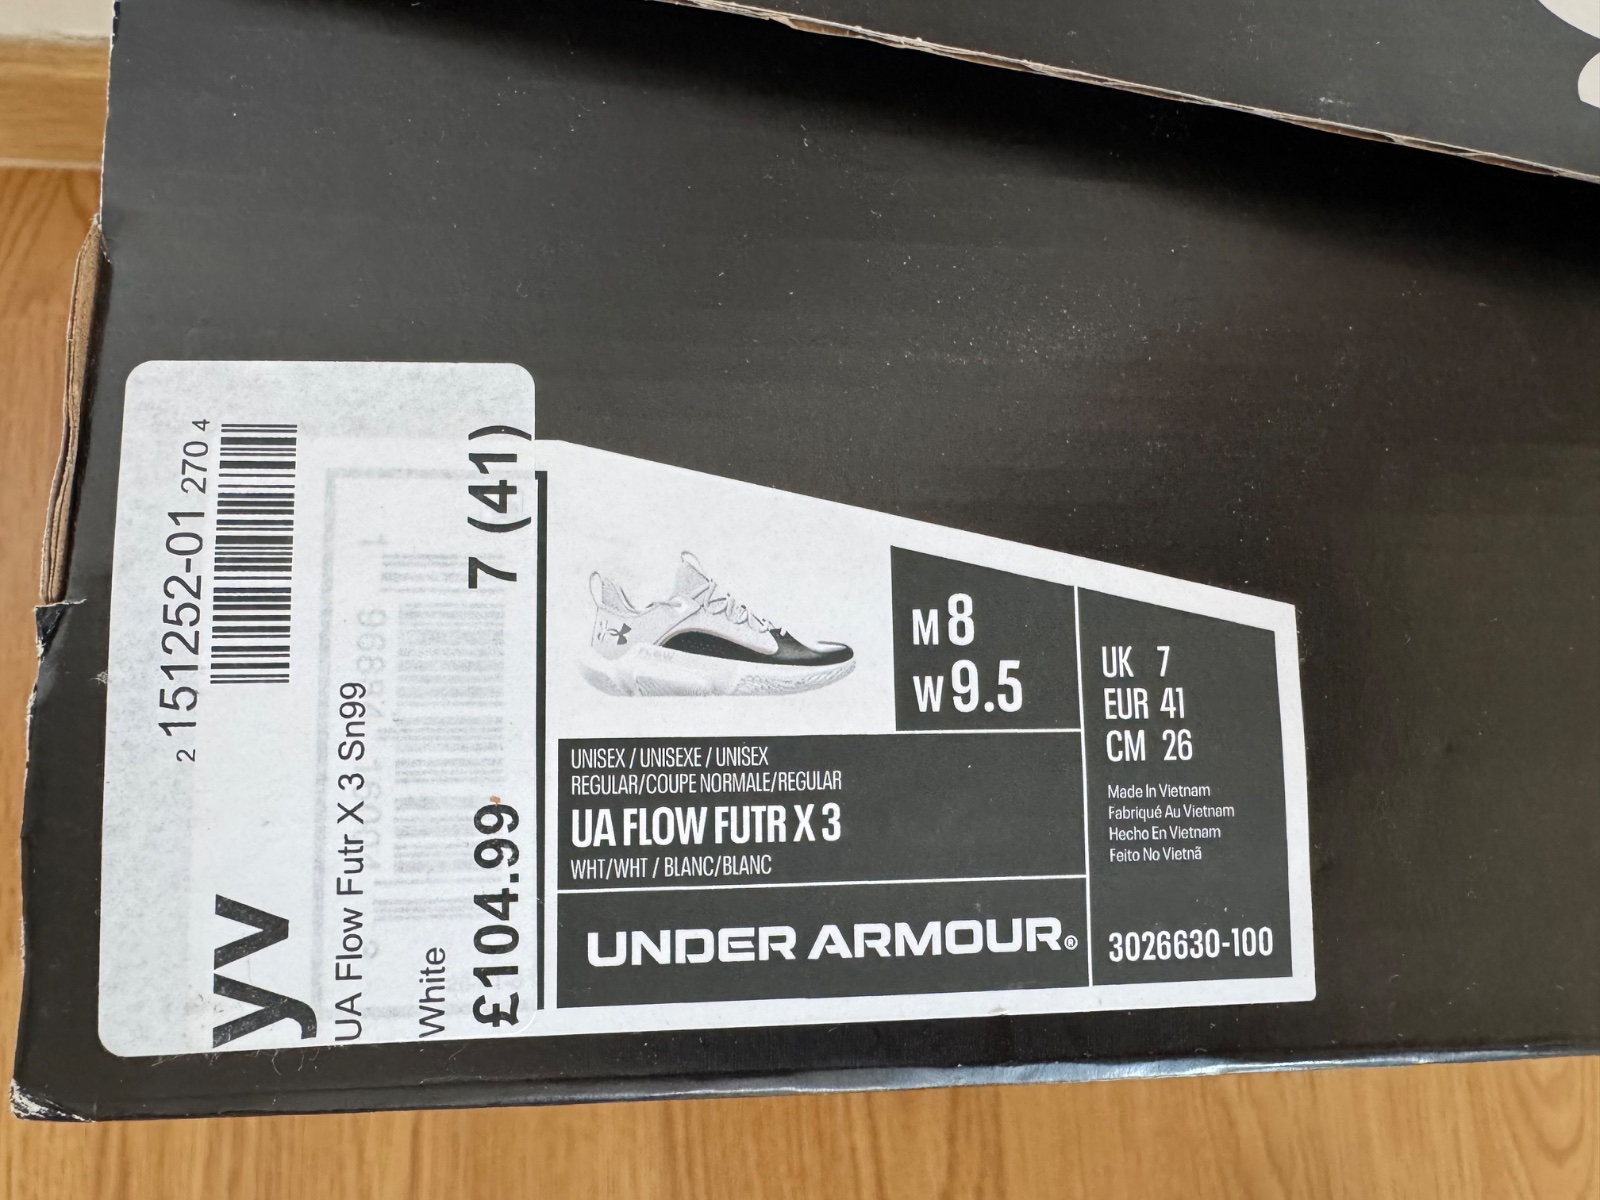 2 151252-01 270 4
yv
UA Flow Futr X 3 Sn99
White
£104.99
7 (41)
M 8
W 9.5
UK 7
EUR 41
CM 26
UNISEX / UNISEXE / UNISEX
REGULAR/COUPE NORMALE/REGULAR
UA FLOW FUTR X 3
WHT/WHT / BLANC/BLANC
Made In Vietnam
Fabriqué Au Vietnam
Hecho En Vietnam
Feito No Vietnã
UNDER ARMOUR®
3026630-100